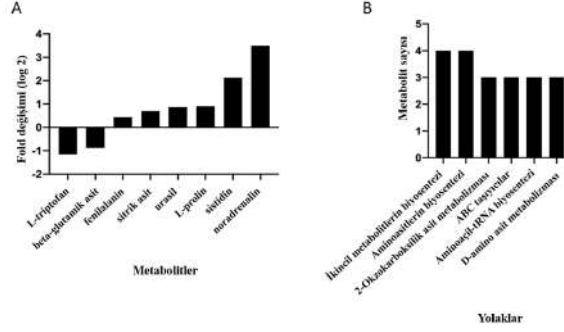 A
Fold değişimi (log 2)
4
3
2
1
0
-1
-2
L-triptofan
beta-glutamik asit
fenilalanin
sitrik asit
urasil
L-prolin
sistidin
noradrenalin
Metabolitler
B
Metabolit sayısı
5
4
3
2
1
0
İkincil metabolitlerin biyosentezi
Aminoasitlerin biyosentezi
2-Okzokarboksilik asit metabolizması
ABC taşıyıcılar
Aminoaçil-tRNA biyosentezi
D-amino asit metabolizması
Yolaklar